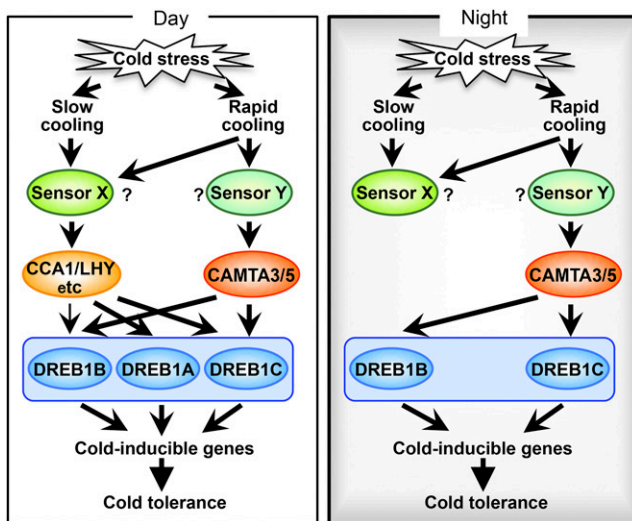 Day
Cold stress
Slow
cooling
Rapid
cooling
Sensor X
?
?
Sensor Y
CCA1/LHY
etc
CAMTA3/5
DREB1B
DREB1A
DREB1C
Cold-inducible genes
Cold tolerance
Night
Cold stress
Slow
cooling
Rapid
cooling
Sensor X
?
?
Sensor Y
CAMTA3/5
DREB1B
DREB1C
Cold-inducible genes
Cold tolerance